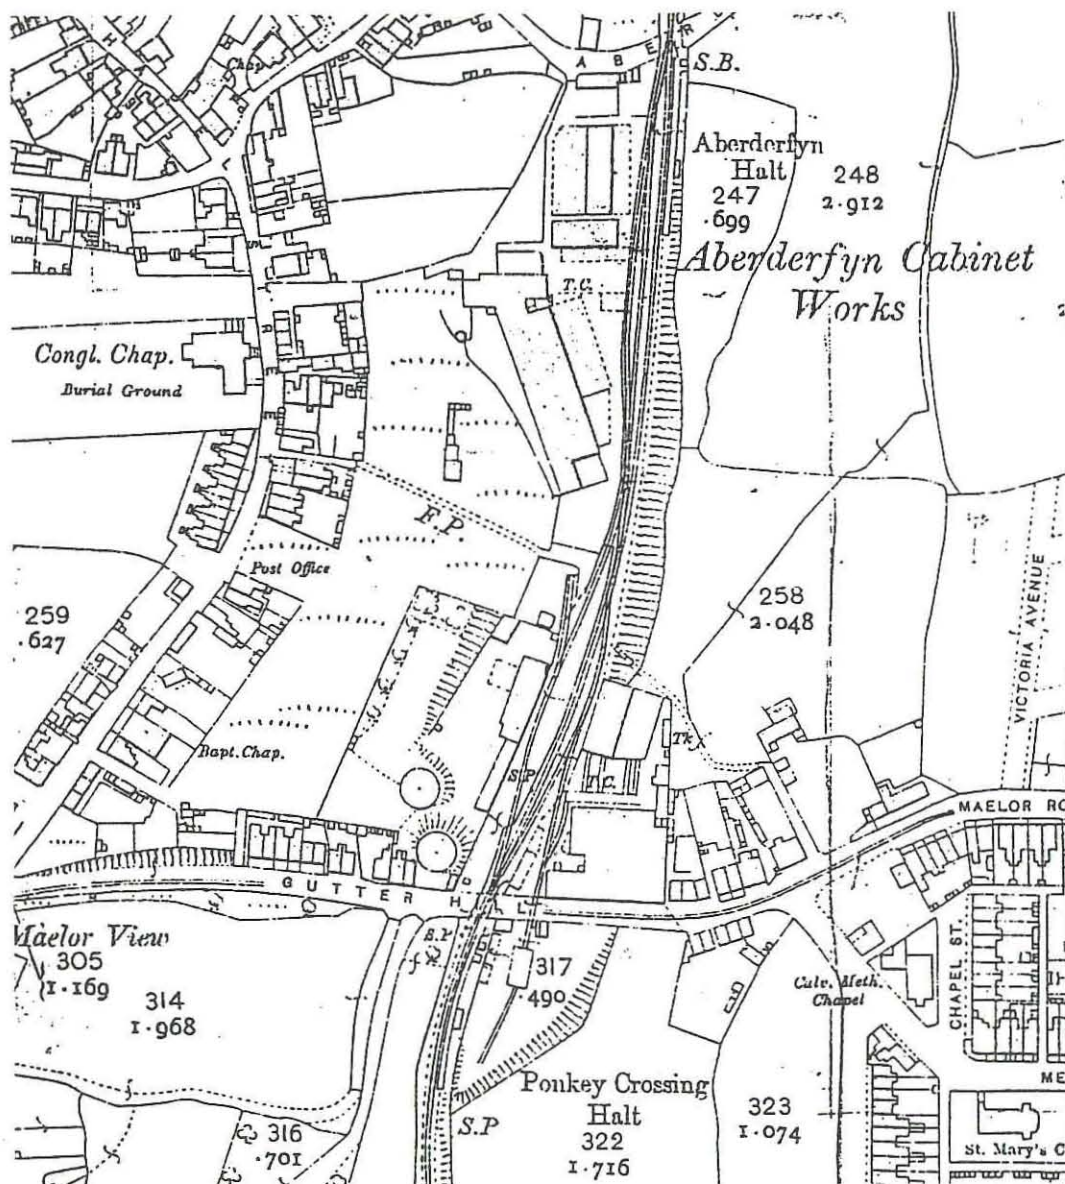 Chap.
A B E R
S.B.
Aberderfyn
Halt
247
.699
248
2.912
Aberderfyn Cabinet
Works
T.C.
H A L L
S T R E E T
Congl. Chap.
Burial Ground
F.P.
Post Office
259
.627
258
2.048
VICTORIA AVENUE
Bapt. Chap.
S.P.
Tk.
T.C.
MAELOR RO
GUTTER HILL
Maelor View
305
1.169
314
1.968
B.P.
317
.490
Calv. Meth.
Chapel
CHAPEL ST.
Ponkey Crossing
Halt
S.P.
322
1.716
323
1.074
316
.701
ME
St. Mary's C